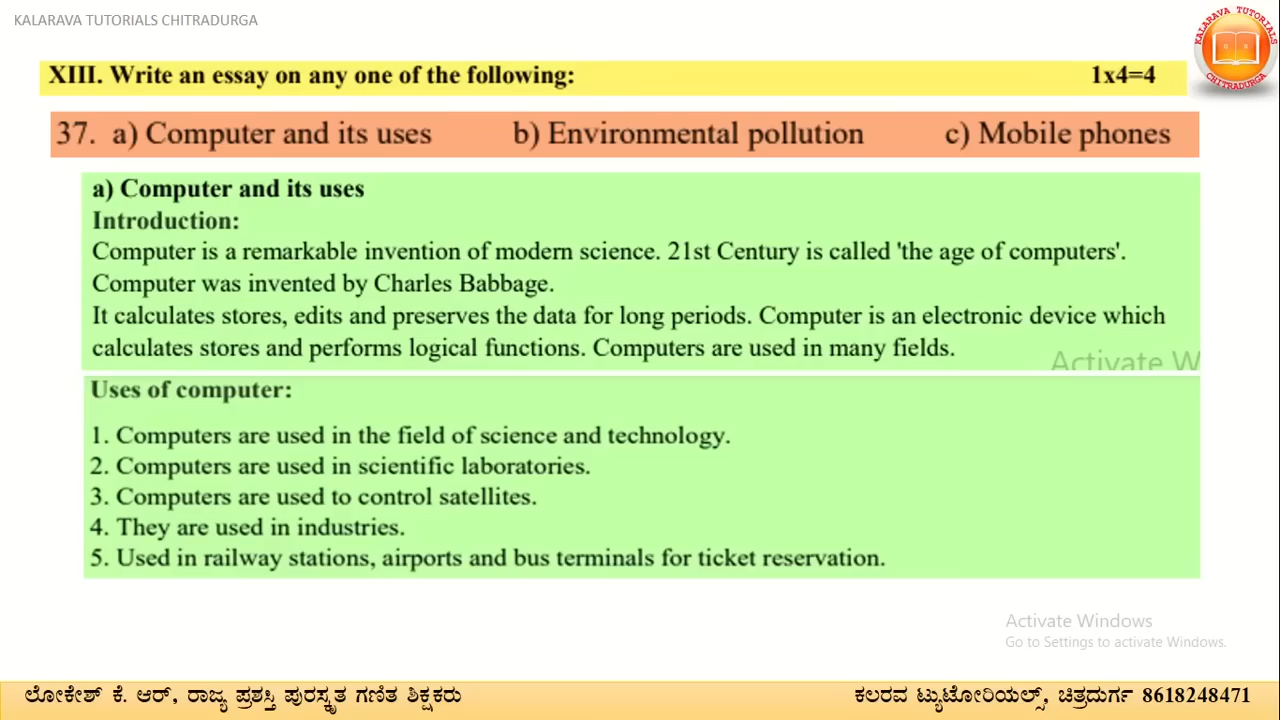 KALARAVA TUTORIALS CHITRADURGA
KALARAVA TUTORIALS
CHITRADURGA
XIII. Write an essay on any one of the following: 1x4=4
37. a) Computer and its uses b) Environmental pollution c) Mobile phones
a) Computer and its uses
Introduction:
Computer is a remarkable invention of modern science. 21st Century is called 'the age of computers'.
Computer was invented by Charles Babbage.
It calculates stores, edits and preserves the data for long periods. Computer is an electronic device which
calculates stores and performs logical functions. Computers are used in many fields.
Activate W
Uses of computer:
1. Computers are used in the field of science and technology.
2. Computers are used in scientific laboratories.
3. Computers are used to control satellites.
4. They are used in industries.
5. Used in railway stations, airports and bus terminals for ticket reservation.
Activate Windows
Go to Settings to activate Windows.
ಲೋಕೇಶ್ ಕೆ. ಆರ್, ರಾಜ್ಯ ಪ್ರಶಸ್ತಿ ಪುರಸ್ಕೃತ ಗಣಿತ ಶಿಕ್ಷಕರು ಕಲರವ ಟ್ಯುಟೋರಿಯಲ್ಸ್, ಚಿತ್ರದುರ್ಗ 8618248471